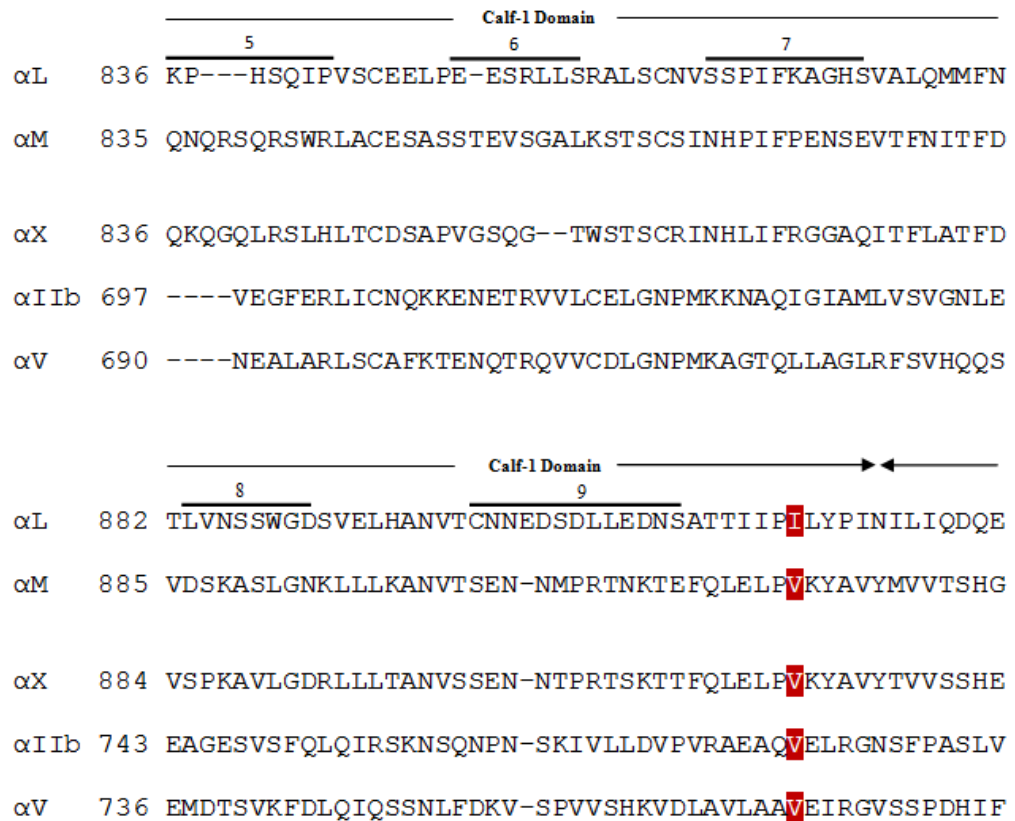 Calf-1 Domain
5 6 7
αL 836 KP---HSQIPVSCEELPE-ESRLLSRALSCNVSSPIFKAGHSVALQMMFN
αM 835 QNQRSQRSWRLACESASSTEVSGALKSTSCSINHPIFPENSEVTFNITFD
αX 836 QKQGQLRSLHLTCDSAPVGSQG--TWSTSCRINHLIFRGGAQITFLATFD
αIIb 697 ----VEGFERLICNQKKENETRVVLCELGNPMKKNAQIGIAMLVSVGNLE
αV 690 ----NEALARLSCAFKTENQTRQVVCDLGNPMKAGTQLLAGLRFSVHQQS
Calf-1 Domain
8 9
αL 882 TLVNSSWGDSVELHANVTCNNEDSDLLEDNSATTIIPILYPINILIQDQE
αM 885 VDSKASLGNKLLLKANVTSEN-NMPRTNKTEFQLELPVKYAVYMVVTSHG
αX 884 VSPKAVLGDRLLLTANVSSEN-NTPRTSKTTFQLELPVKYAVYTVVSSHE
αIIb 743 EAGESVSFQLQIRSKNSQNPN-SKIVLLDVPVRAEAQVELRGNSFPASLV
αV 736 EMDTSVKFDLQIQSSNLFDKV-SPVVSHKVDLAVLAAVEIRGVSSPDHIF